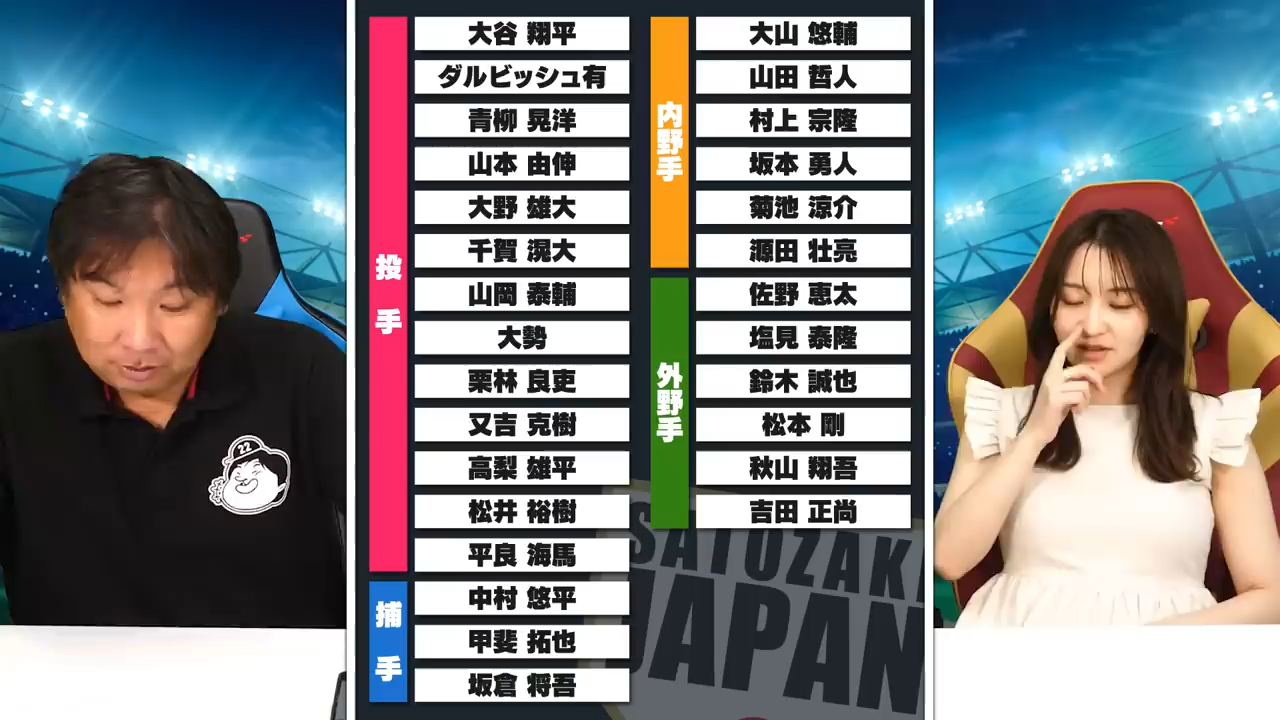 投手
大谷 翔平
ダルビッシュ有
青柳 晃洋
山本 由伸
大野 雄大
千賀 滉大
山岡 泰輔
大勢
栗林 良吏
又吉 克樹
高梨 雄平
松井 裕樹
平良 海馬
捕手
中村 悠平
甲斐 拓也
坂倉 将吾
内野手
大山 悠輔
山田 哲人
村上 宗隆
坂本 勇人
菊池 涼介
源田 壮亮
外野手
佐野 恵太
塩見 泰隆
鈴木 誠也
松本 剛
秋山 翔吾
吉田 正尚
SATOZAKI
JAPAN
22